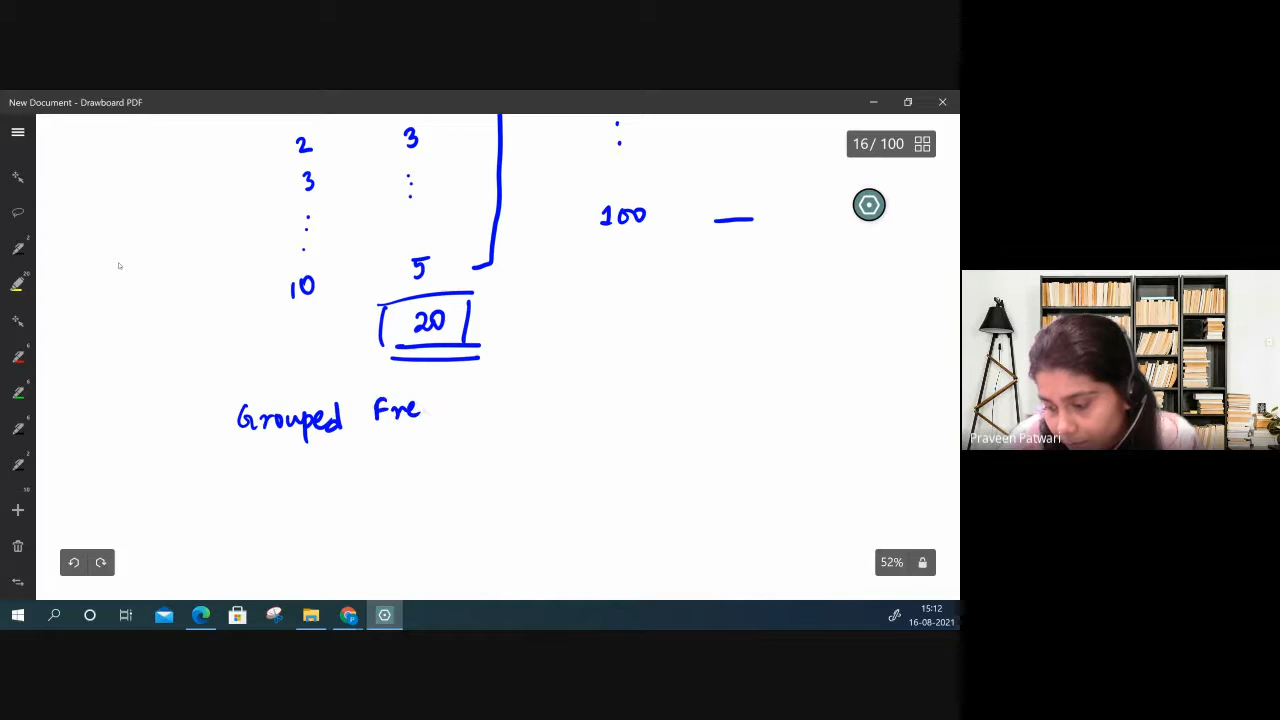 New Document - Drawboard PDF
16 / 100
2 3
3
100
5
10
20
Grouped Fre
Praveen Patwari
52%
15:12
16-08-2021